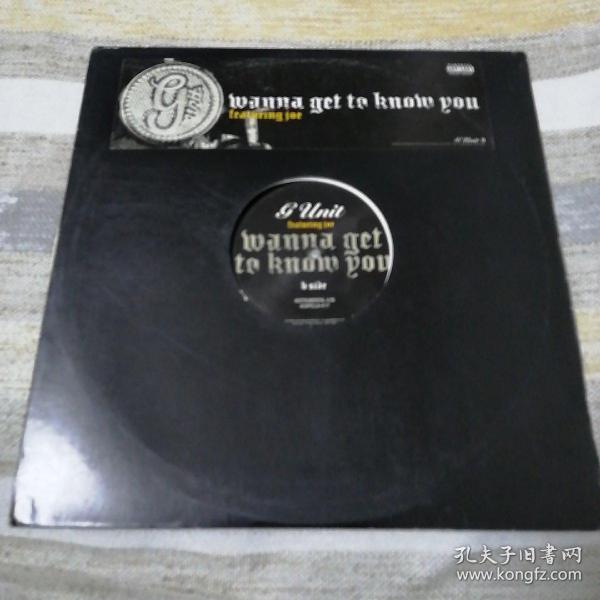 G Unit
wanna get to know you
featuring joe
G Unit
featuring joe
wanna get
to know you
b side
孔夫子旧书网
www.kongfz.com